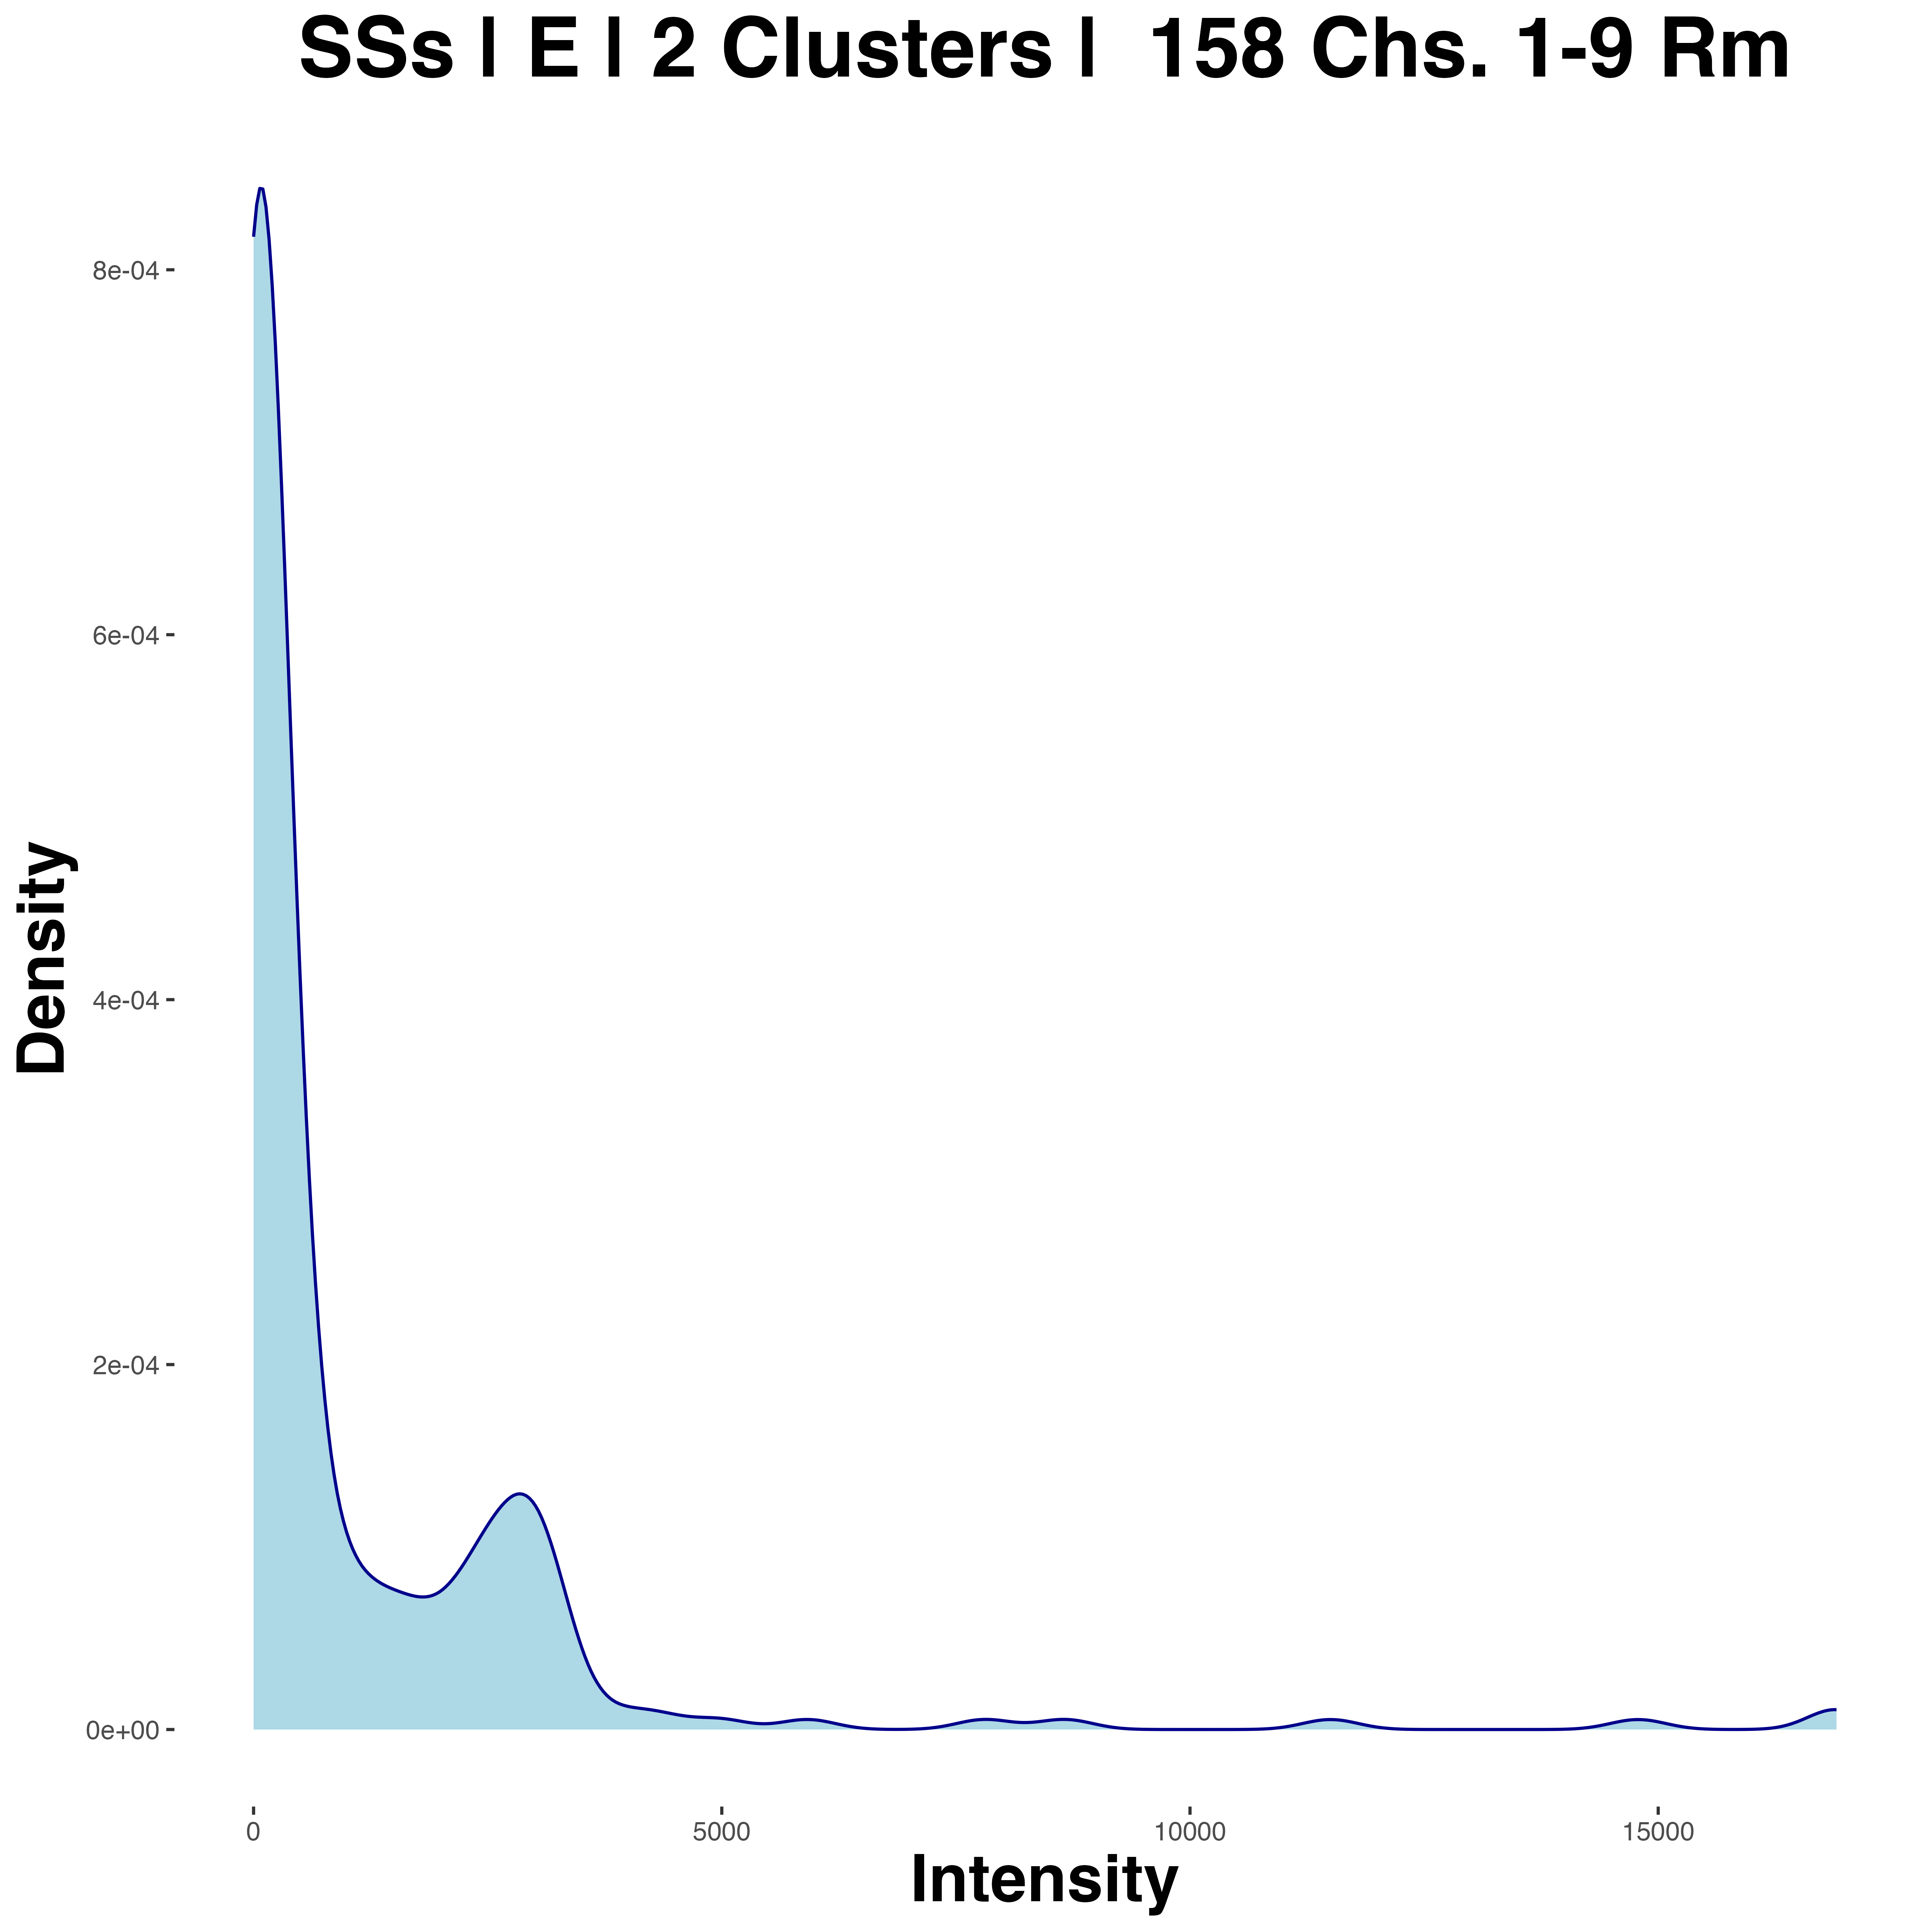 SSs | E | 2 Clusters |  158 Chs. 1-9 Rm
8e-04
6e-04
4e-04
2e-04
0e+00
Density
0 5000 10000 15000
Intensity